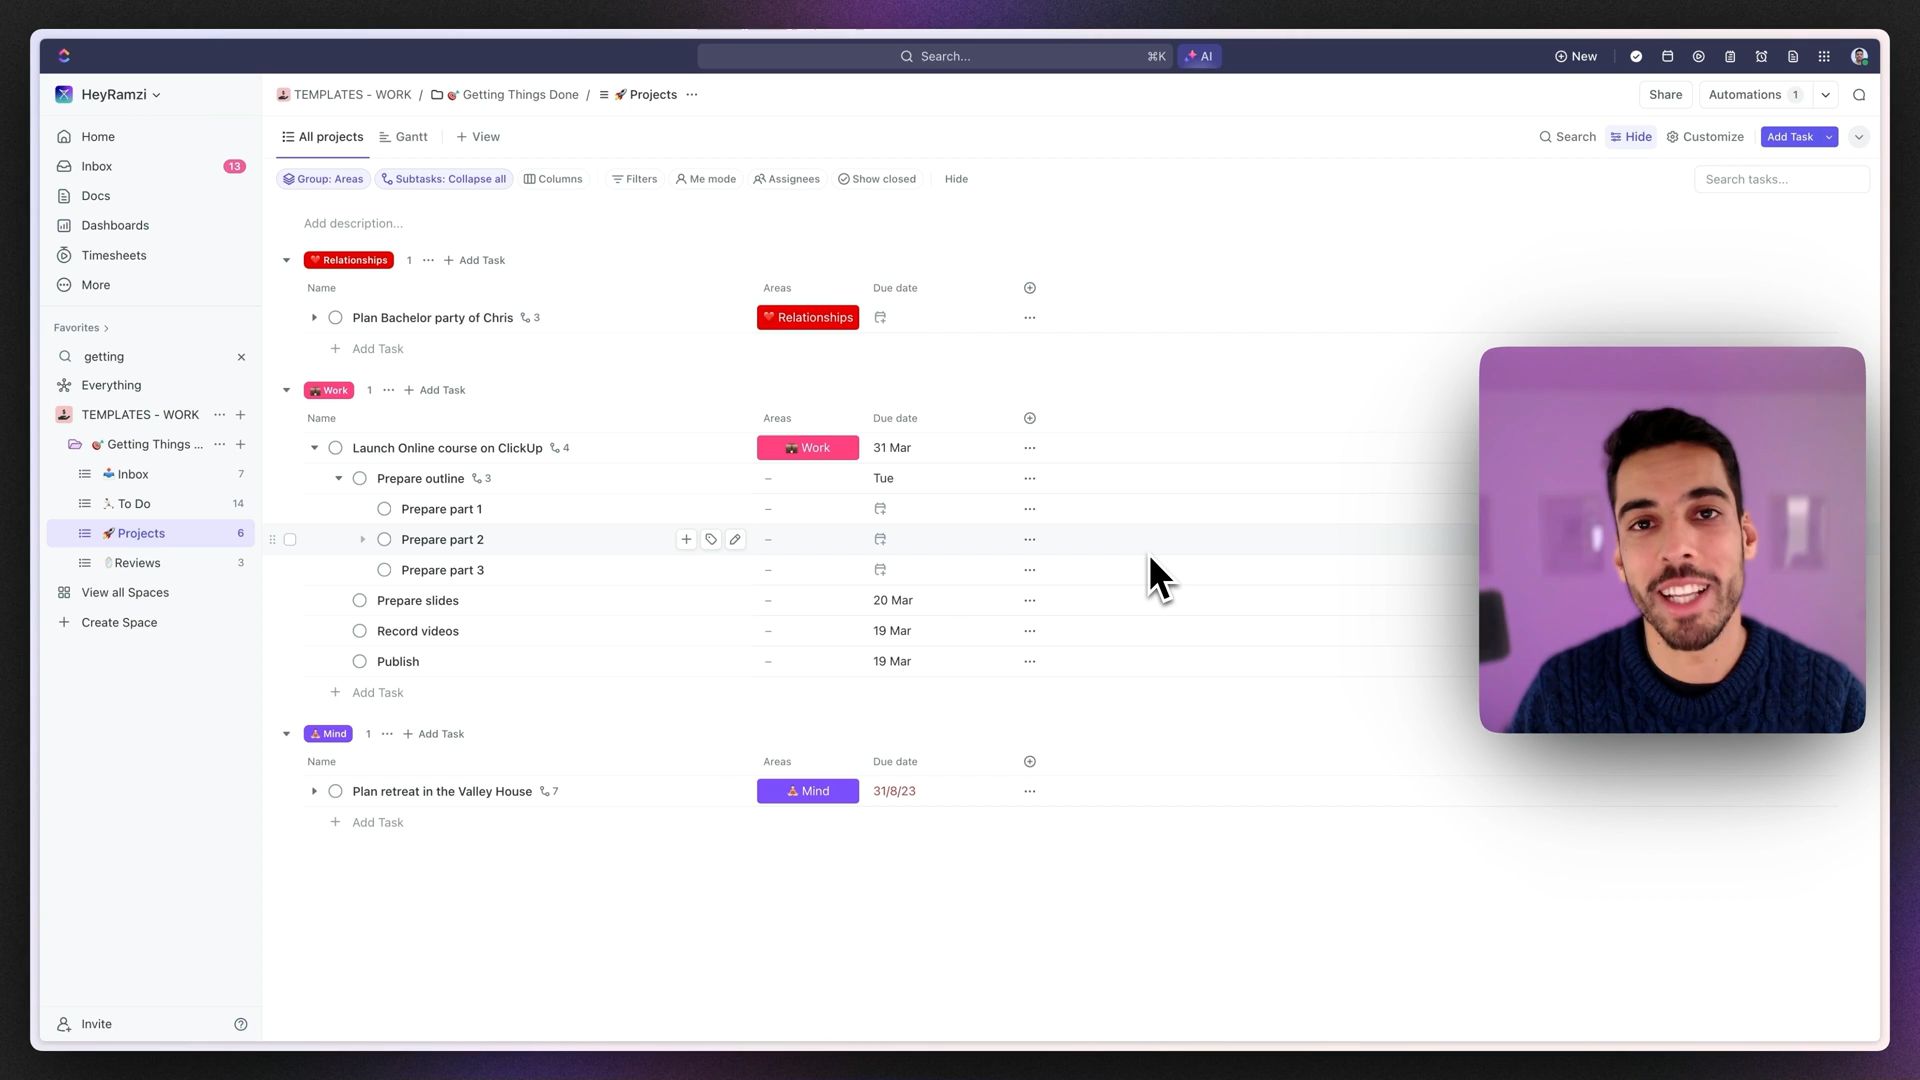 Search...
⌘K
AI
New
HeyRamzi
TEMPLATES - WORK / Getting Things Done / Projects ...
Share
Automations 1
Home
Inbox 13
Docs
Dashboards
Timesheets
More
Favorites
getting
Everything
TEMPLATES - WORK
Getting Things ...
Inbox 7
To Do 14
Projects 6
Reviews 3
View all Spaces
Create Space
Invite
All projects
Gantt
+ View
Search
Hide
Customize
Add Task
Group: Areas
Subtasks: Collapse all
Columns
Filters
Me mode
Assignees
Show closed
Hide
Search tasks...
Add description...
Relationships 1 ... + Add Task
Name Areas Due date
Plan Bachelor party of Chris 3 Relationships
+ Add Task
Work 1 ... + Add Task
Name Areas Due date
Launch Online course on ClickUp 4 Work 31 Mar
Prepare outline 3 – Tue
Prepare part 1 –
Prepare part 2 –
Prepare part 3 –
Prepare slides – 20 Mar
Record videos – 19 Mar
Publish – 19 Mar
+ Add Task
Mind 1 ... + Add Task
Name Areas Due date
Plan retreat in the Valley House 7 Mind 31/8/23
+ Add Task